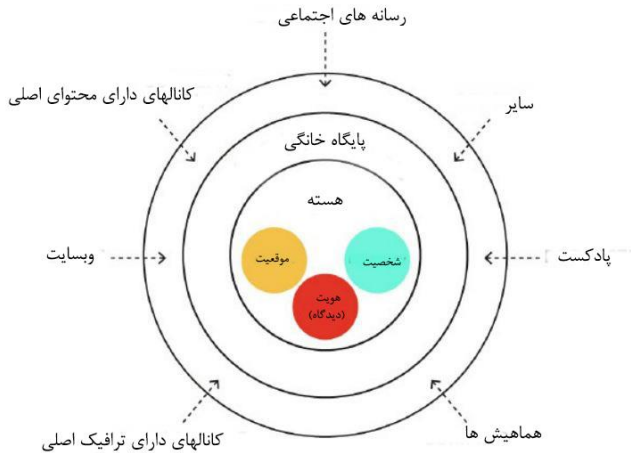 رسانه های اجتماعی
سایر
کانالهای دارای محتوای اصلی
پایگاه خانگی
هسته
شخصیت
موقعیت
هویت
(دیدگاه)
پادکست
وبسایت
هماهیش ها
کانالهای دارای ترافیک اصلی